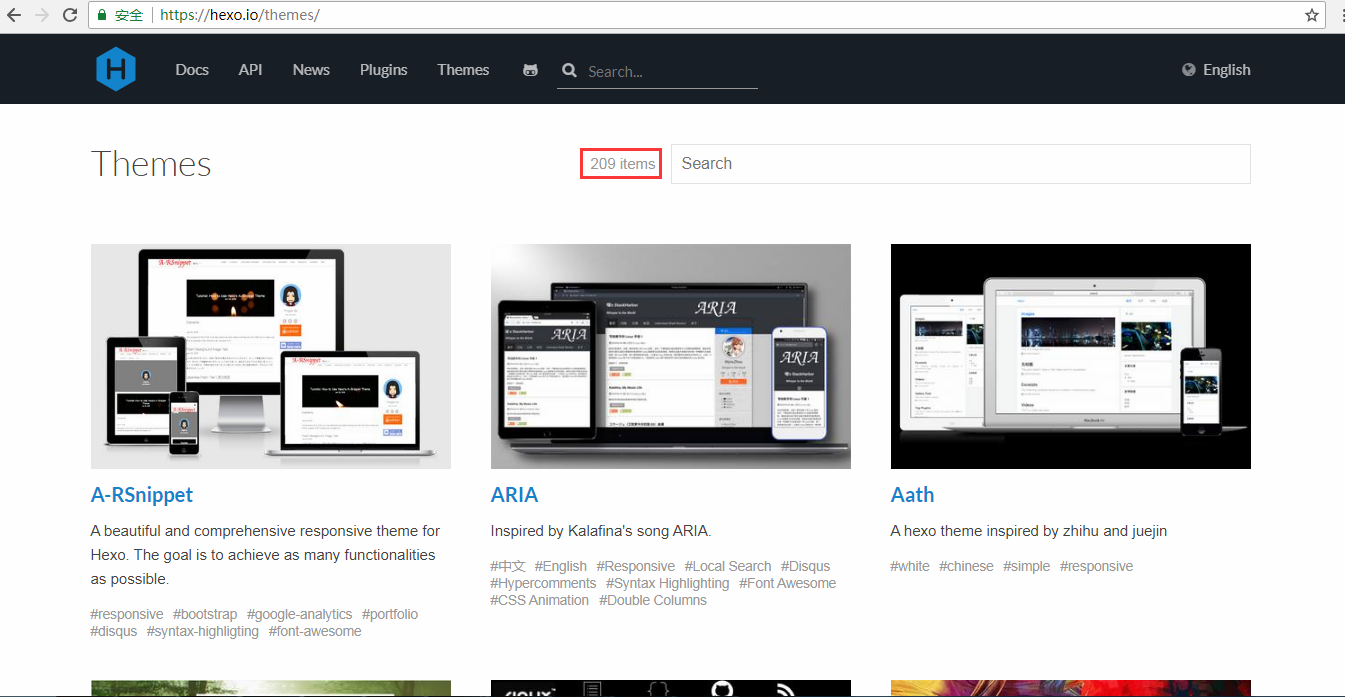 安全 https://hexo.io/themes/
H Docs API News Plugins Themes Search... English
Themes 209 items Search
A-RSnippet
A beautiful and comprehensive responsive theme for
Hexo. The goal is to achieve as many functionalities
as possible.
#responsive #bootstrap #google-analytics #portfolio
#disqus #syntax-highligting #font-awesome
ARIA
ARIA
ARIA
ARIA
Inspired by Kalafina's song ARIA.
#中文 #English #Responsive #Local Search #Disqus
#Hypercomments #Syntax Highlighting #Font Awesome
#CSS Animation #Double Columns
Aath
A hexo theme inspired by zhihu and juejin
#white #chinese #simple #responsive